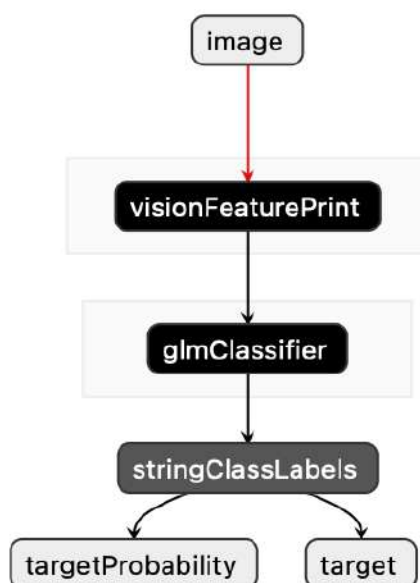 image
visionFeaturePrint
glmClassifier
stringClassLabels
targetProbability
target